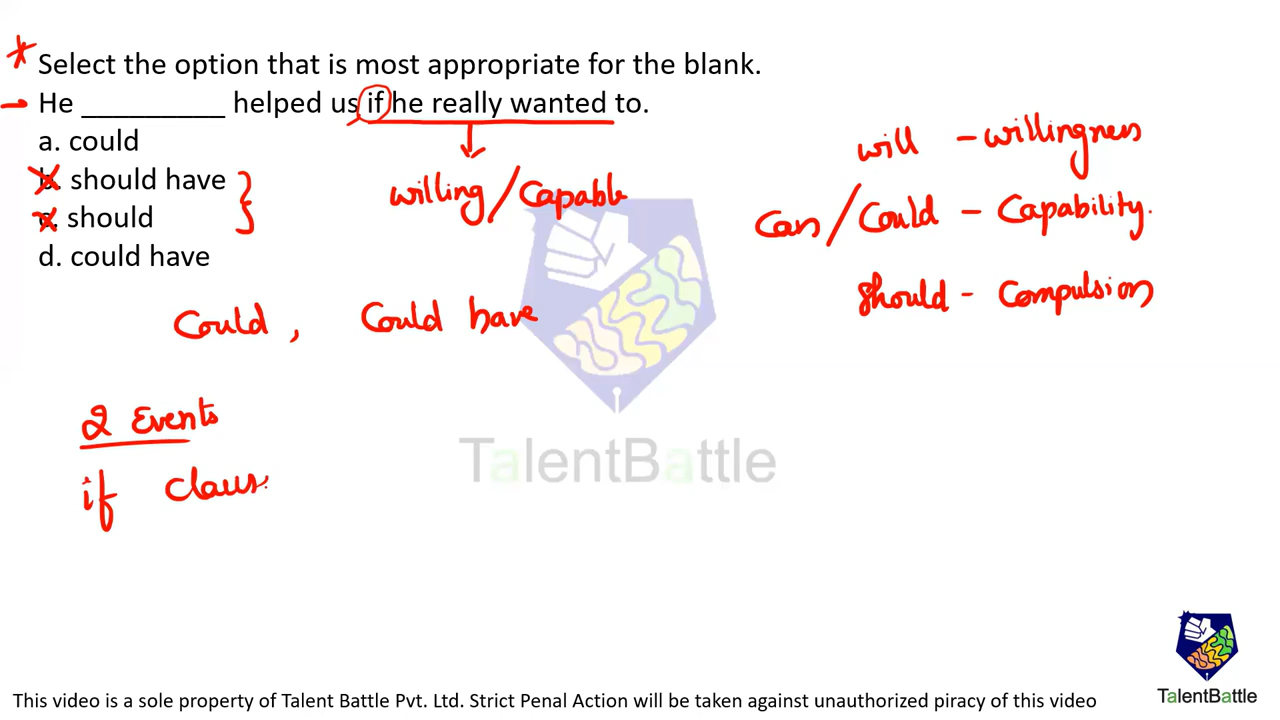 Select the option that is most appropriate for the blank.
He __________ helped us if he really wanted to.
a. could
b. should have
c. should
d. could have
willing/Capable
will - willingness
Can/Could - Capability.
Should - Compulsion
Could, Could have
2 Events
if Claus
TalentBattle
TalentBattle
This video is a sole property of Talent Battle Pvt. Ltd. Strict Penal Action will be taken against unauthorized piracy of this video